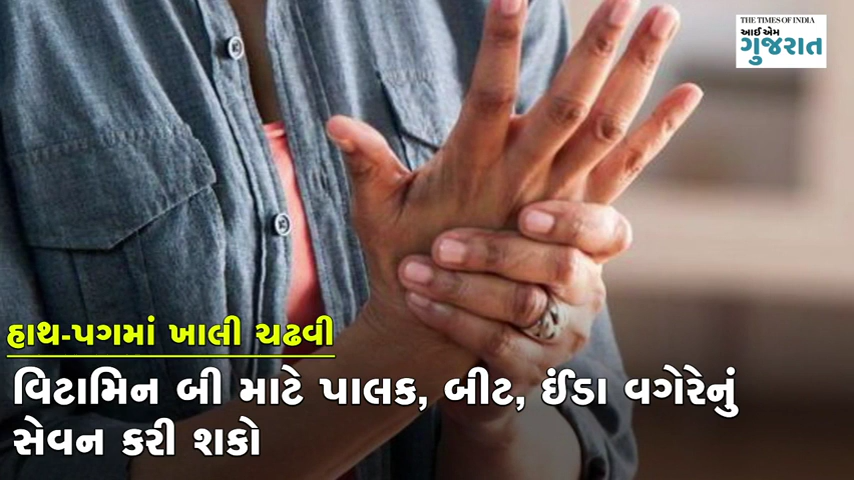 THE TIMES OF INDIA
આઈ એમ
ગુજરાત
હાથ-પગમાં ખાલી ચઢવી
વિટામિન બી માટે પાલક, બીટ, ઈંડા વગેરેનું
સેવન કરી શકો